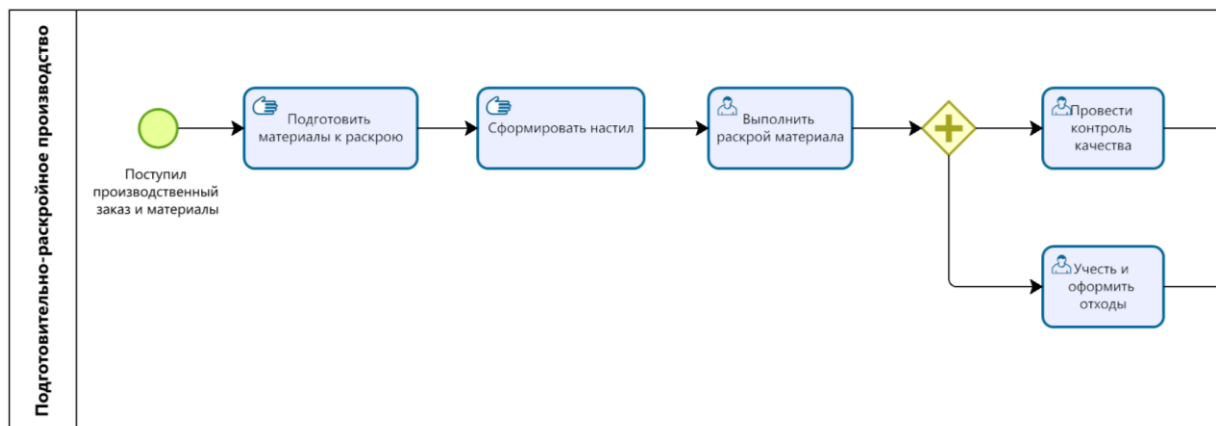 Подготовительно-раскройное производство
Поступил
производственный
заказ и материалы
Подготовить
материалы к раскрою
Сформировать настил
Выполнить
раскрой материала
Провести
контроль
качества
Учесть и
оформить
отходы